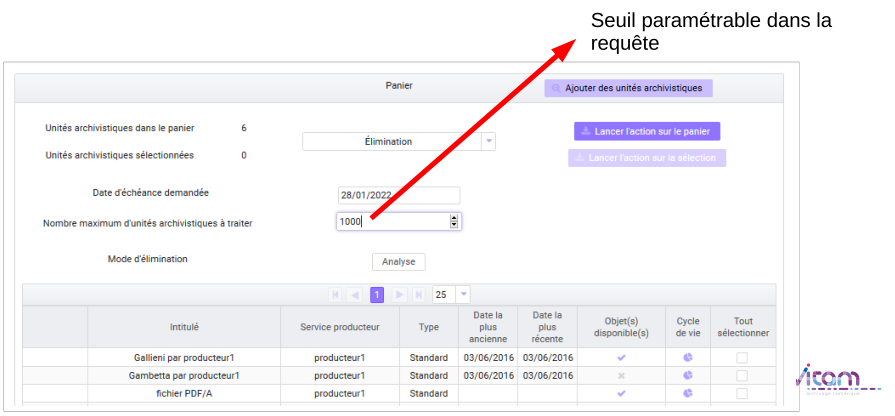 Seuil paramétrable dans la
requête
Panier
Ajouter des unités archivistiques
Unités archivistiques dans le panier 6
Élimination
Lancer l'action sur le panier
Unités archivistiques sélectionnées 0
Lancer l'action sur la sélection
Date d'échéance demandée 28/01/2022
Nombre maximum d'unités archivistiques à traiter 1000
Mode d'élimination Analyse
1 25
Intitulé Service producteur Type Date la plus ancienne Date la plus récente Objet(s) disponible(s) Cycle de vie Tout sélectionner
Gallieni par producteur1 producteur1 Standard 03/06/2016 03/06/2016
Gambetta par producteur1 producteur1 Standard 03/06/2016 03/06/2016
fichier PDF/A producteur1 Standard
vitam